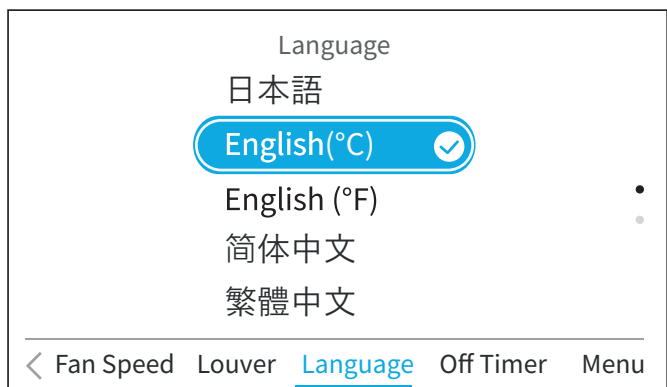 Language
日本語
English(°C)
English (°F)
简体中文
繁體中文
Fan Speed Louver Language Off Timer Menu